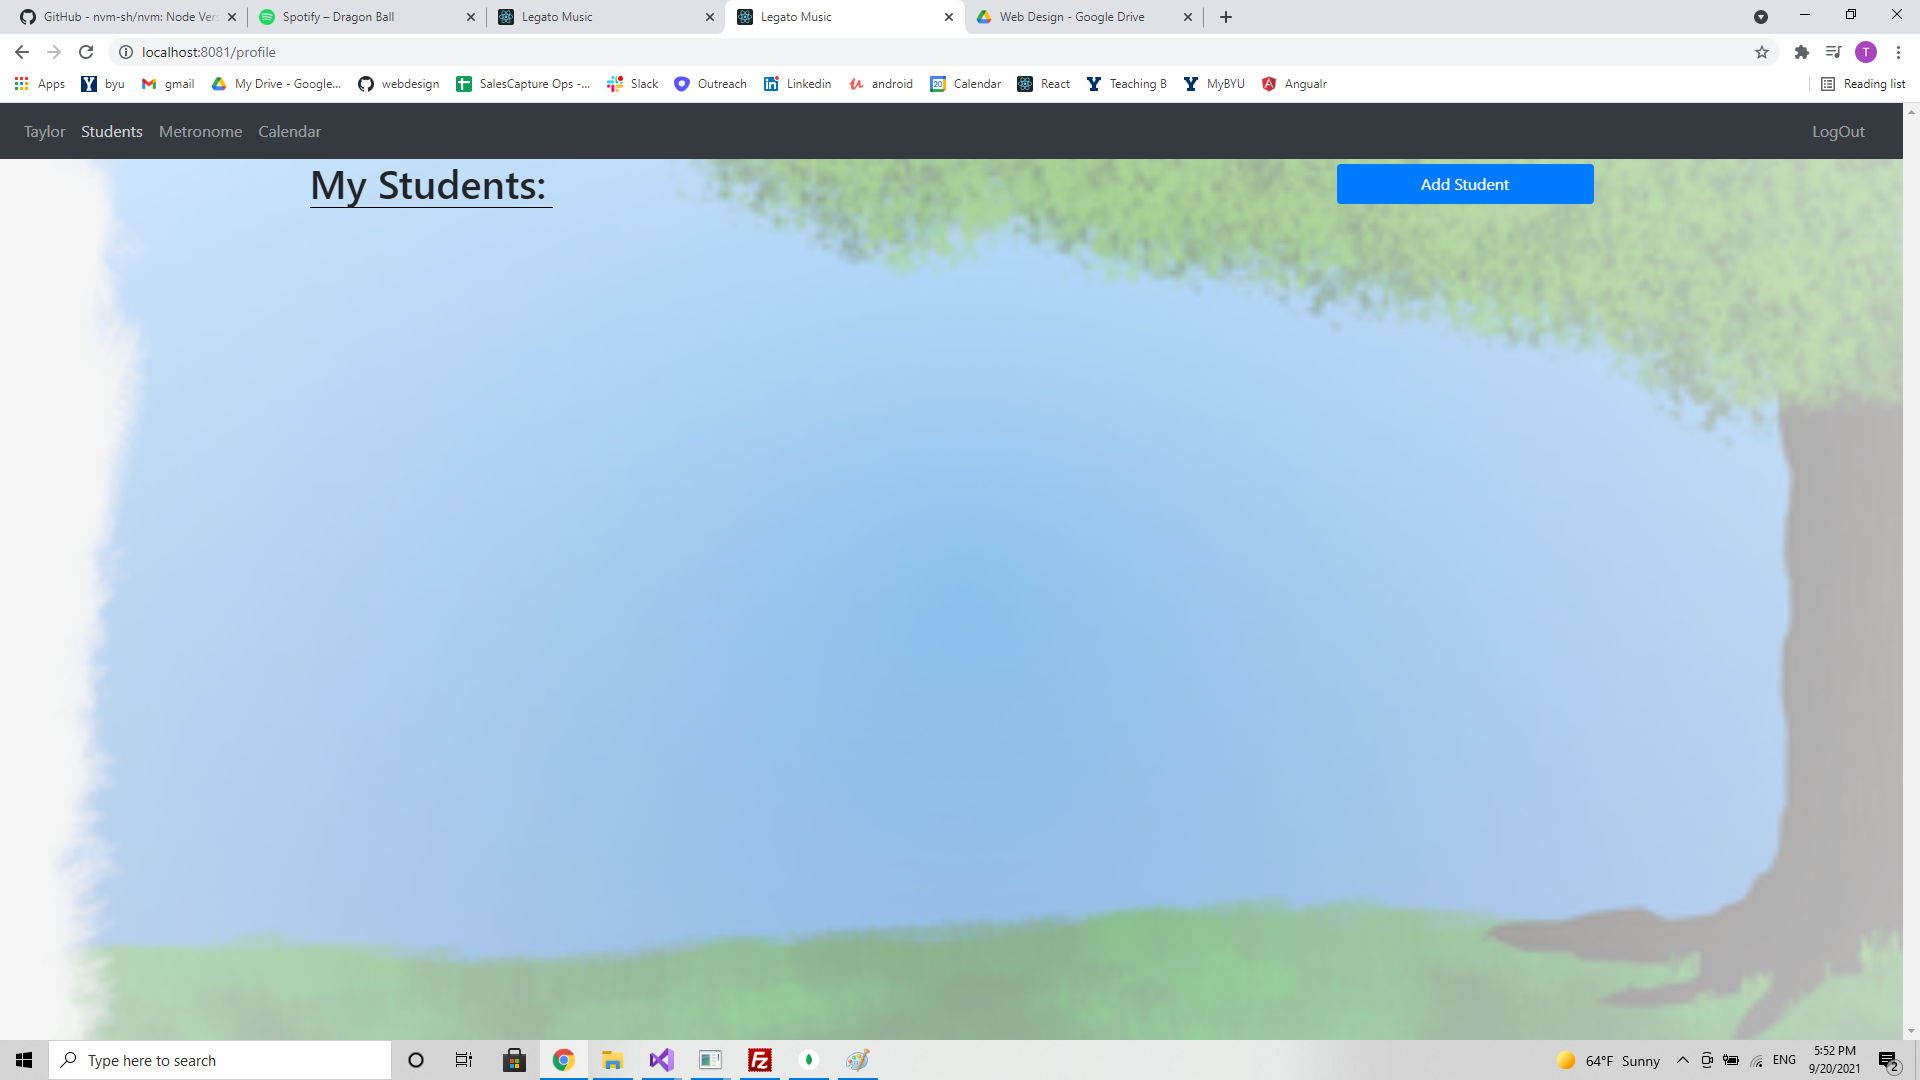 GitHub - nvm-sh/nvm: Node Ver
Spotify – Dragon Ball
Legato Music
Legato Music
Web Design - Google Drive
localhost:8081/profile
T
Apps
byu
gmail
My Drive - Google...
webdesign
SalesCapture Ops -...
Slack
Outreach
Linkedin
android
Calendar
React
Teaching B
MyBYU
Angualr
Reading list
Taylor Students Metronome Calendar LogOut
My Students:
Add Student
Type here to search
64°F Sunny
ENG
5:52 PM
9/20/2021
2